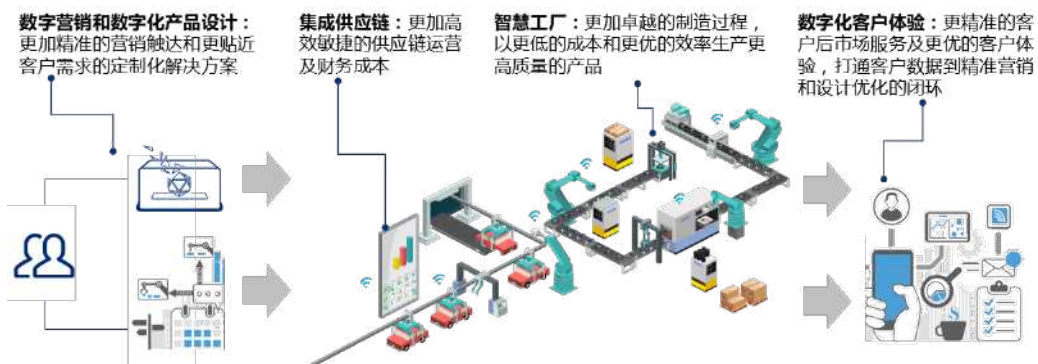 数字营销和数字化产品设计：
更加精准的营销触达和更贴近
客户需求的定制化解决方案
集成供应链：更加高
效敏捷的供应链运营
及财务成本
智慧工厂：更加卓越的制造过程，
以更低的成本和更优的效率生产更
高质量的产品
数字化客户体验：更精准的客
户后市场服务及更优的客户体
验，打通客户数据到精准营销
和设计优化的闭环